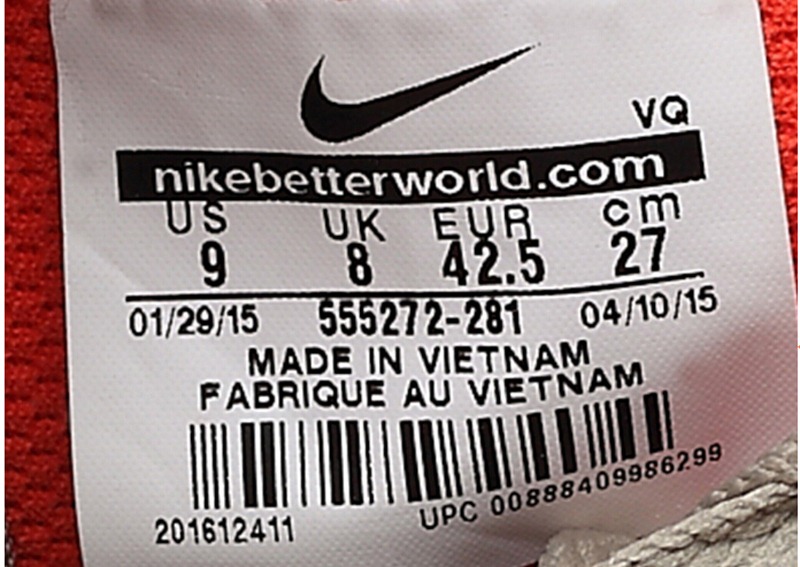 VQ
nikebetterworld.com
US UK EUR cm
9 8 42.5 27
01/29/15 555272-281 04/10/15
MADE IN VIETNAM
FABRIQUE AU VIETNAM
201612411 UPC 00888409986299